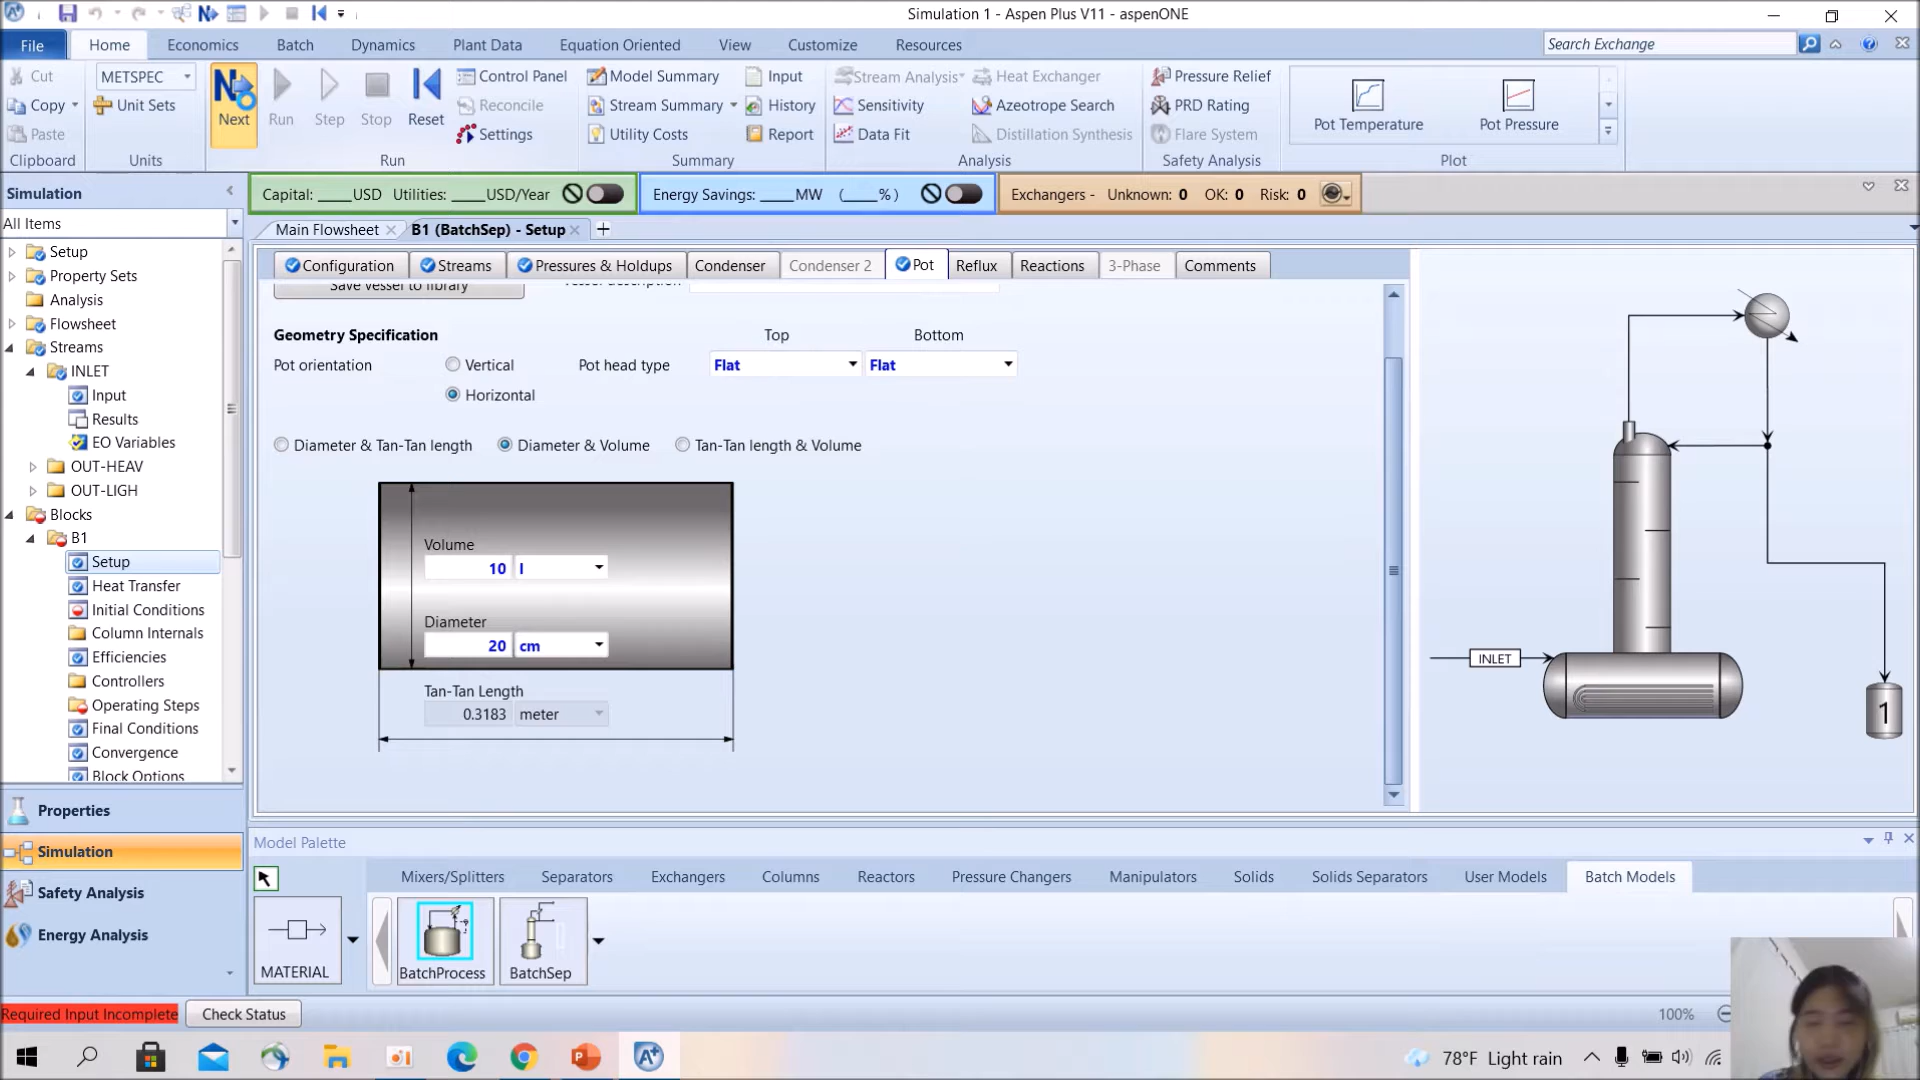 Simulation 1 - Aspen Plus V11 - aspenONE
File Home Economics Batch Dynamics Plant Data Equation Oriented View Customize Resources Search Exchange
Cut METSPEC Control Panel Model Summary Input Stream Analysis Heat Exchanger Pressure Relief
Copy Unit Sets Reconcile Stream Summary History Sensitivity Azeotrope Search PRD Rating
Paste Next Run Step Stop Reset Settings Utility Costs Report Data Fit Distillation Synthesis Flare System Pot Temperature Pot Pressure
Clipboard Units Run Summary Analysis Safety Analysis Plot
Simulation
Capital: _____USD Utilities: _____USD/Year Energy Savings: _____MW (____%) Exchangers - Unknown: 0 OK: 0 Risk: 0
All Items
Main Flowsheet B1 (BatchSep) - Setup +
Setup
Property Sets
Analysis
Flowsheet
Streams
INLET
Input
Results
EO Variables
OUT-HEAV
OUT-LIGH
Blocks
B1
Setup
Heat Transfer
Initial Conditions
Column Internals
Efficiencies
Controllers
Operating Steps
Final Conditions
Convergence
Block Options
Properties
Simulation
Safety Analysis
Energy Analysis
Configuration Streams Pressures & Holdups Condenser Condenser 2 Pot Reflux Reactions 3-Phase Comments
Save vessel to library Vessel description
Geometry Specification Top Bottom
Pot orientation Vertical Pot head type Flat Flat
Horizontal
Diameter & Tan-Tan length Diameter & Volume Tan-Tan length & Volume
Volume
10 l
Diameter
20 cm
Tan-Tan Length
0.3183 meter
INLET
1
Model Palette
Mixers/Splitters Separators Exchangers Columns Reactors Pressure Changers Manipulators Solids Solids Separators User Models Batch Models
MATERIAL BatchProcess BatchSep
Required Input Incomplete Check Status 100%
78°F Light rain